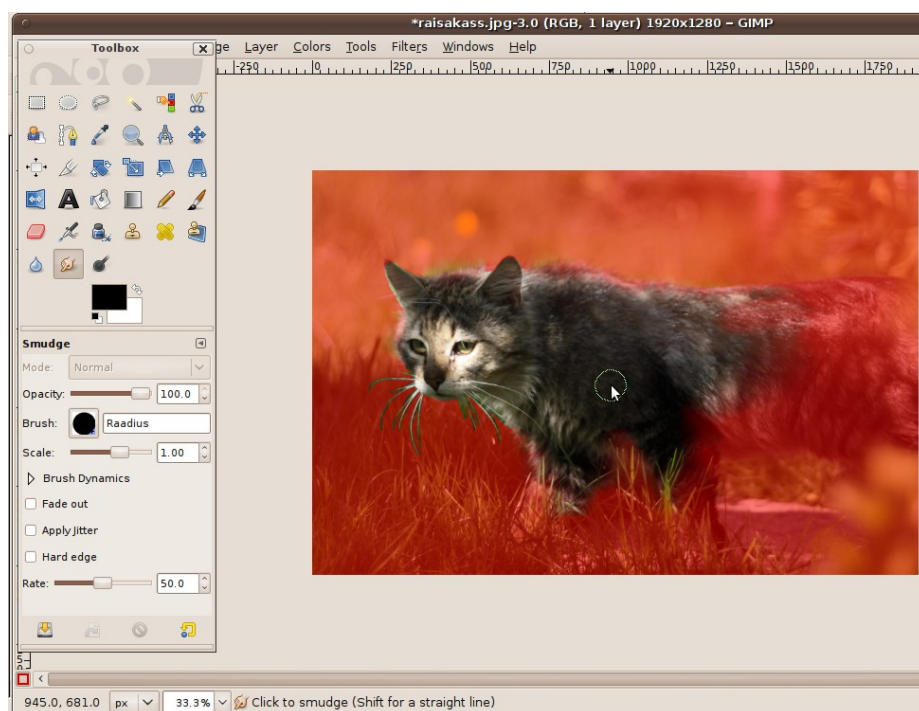 *raisakass.jpg-3.0 (RGB, 1 layer) 1920x1280 – GIMP
Toolbox
ge Layer Colors Tools Filters Windows Help
-250 0 250 500 750 1000 1250 1500 1750
Smudge
Mode: Normal
Opacity: 100.0
Brush: Raadius
Scale: 1.00
Brush Dynamics
Fade out
Apply Jitter
Hard edge
Rate: 50.0
945.0, 681.0 px 33.3% Click to smudge (Shift for a straight line)